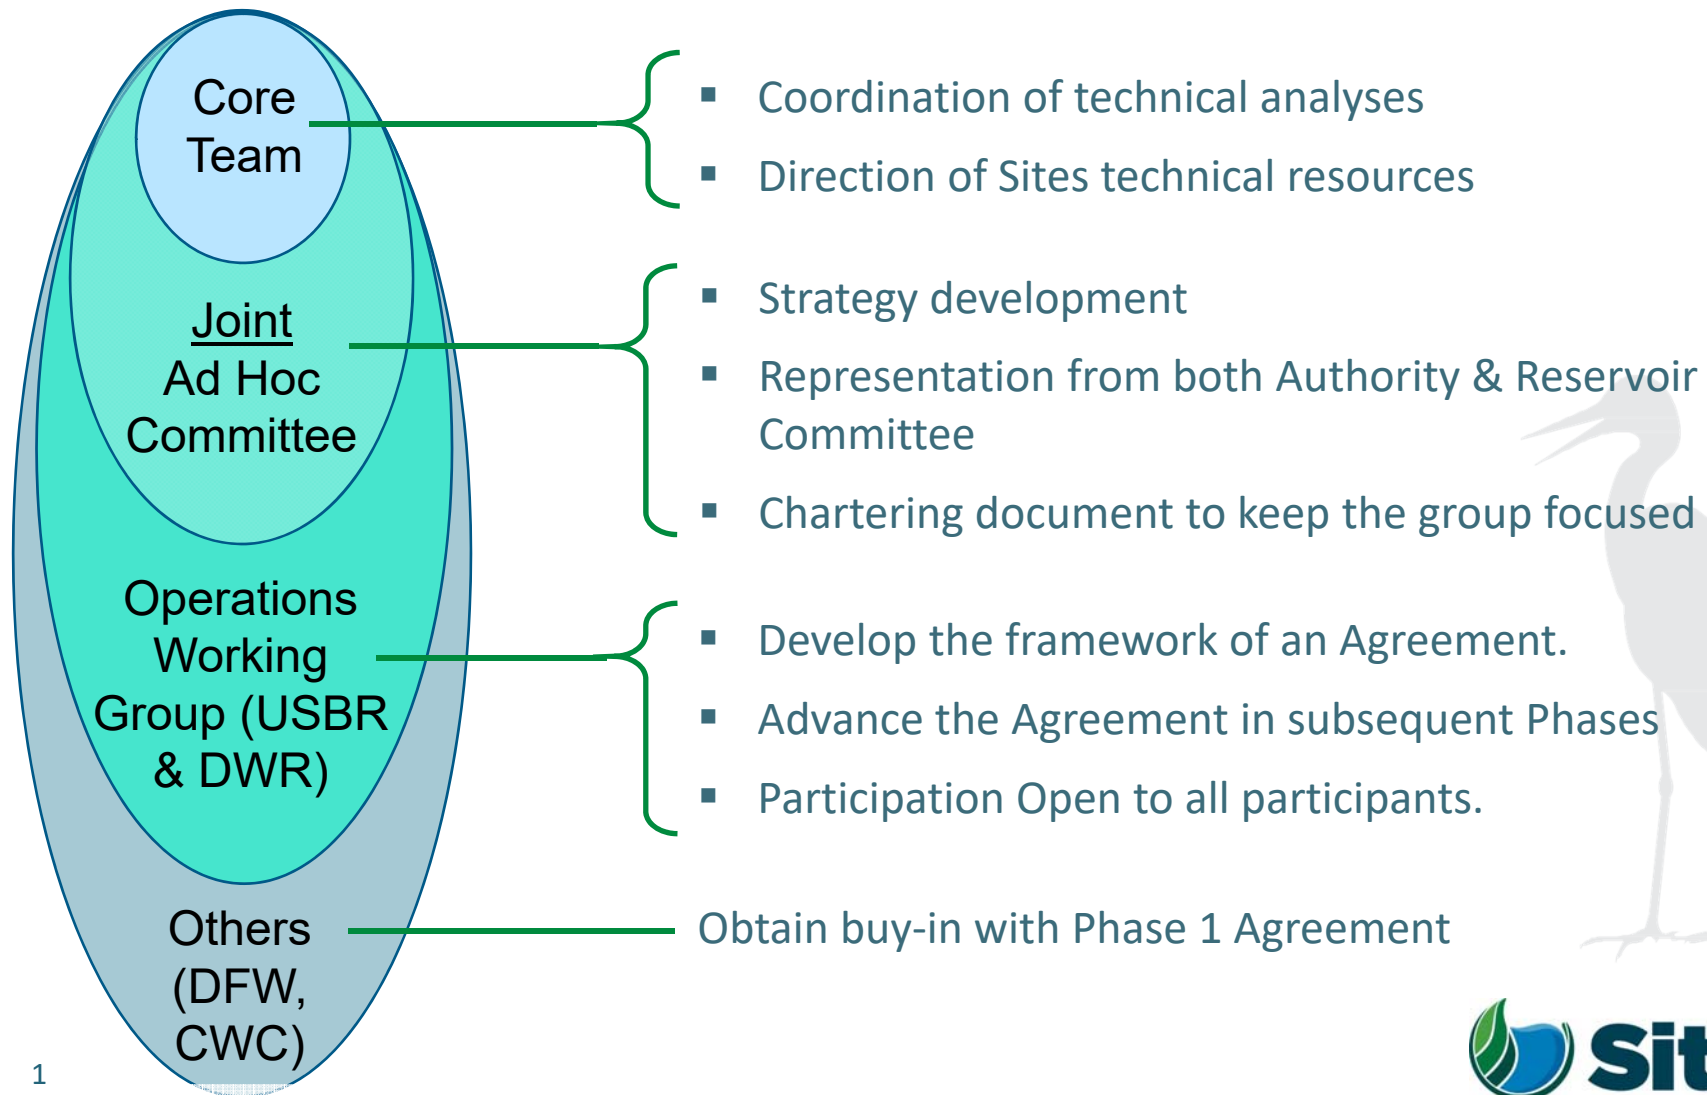 Core
Team
▪ Coordination of technical analyses
▪ Direction of Sites technical resources
Joint
Ad Hoc
Committee
▪ Strategy development
▪ Representation from both Authority & Reservoir
Committee
▪ Chartering document to keep the group focused
Operations
Working
Group (USBR
& DWR)
▪ Develop the framework of an Agreement.
▪ Advance the Agreement in subsequent Phases
▪ Participation Open to all participants.
Others
(DFW,
CWC)
Obtain buy-in with Phase 1 Agreement
1
Sit